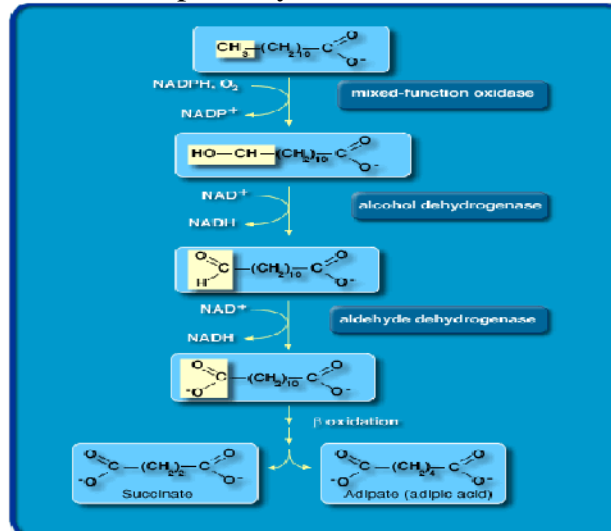 CH3—(CH2)10—C O O-
NADPH, O2
mixed-function oxidase
NADP+
HO—CH—(CH2)10—C O O-
NAD+
alcohol dehydrogenase
NADH
O C H —(CH2)10—C O O-
NAD+
aldehyde dehydrogenase
NADH
O C -O —(CH2)10—C O O-
β oxidation
O C -O —(CH2)2—C O O-
Succinate
O C -O —(CH2)4—C O O-
Adipate (adipic acid)